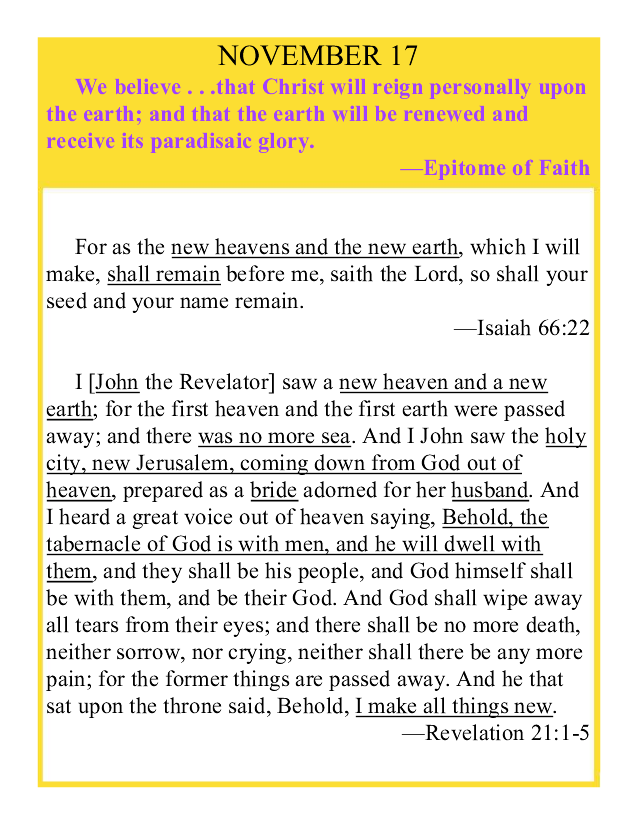 NOVEMBER 17
We believe . . .that Christ will reign personally upon
the earth; and that the earth will be renewed and
receive its paradisaic glory.
—Epitome of Faith
For as the new heavens and the new earth, which I will
make, shall remain before me, saith the Lord, so shall your
seed and your name remain.
—Isaiah 66:22
I [John the Revelator] saw a new heaven and a new
earth; for the first heaven and the first earth were passed
away; and there was no more sea. And I John saw the holy
city, new Jerusalem, coming down from God out of
heaven, prepared as a bride adorned for her husband. And
I heard a great voice out of heaven saying, Behold, the
tabernacle of God is with men, and he will dwell with
them, and they shall be his people, and God himself shall
be with them, and be their God. And God shall wipe away
all tears from their eyes; and there shall be no more death,
neither sorrow, nor crying, neither shall there be any more
pain; for the former things are passed away. And he that
sat upon the throne said, Behold, I make all things new.
—Revelation 21:1-5